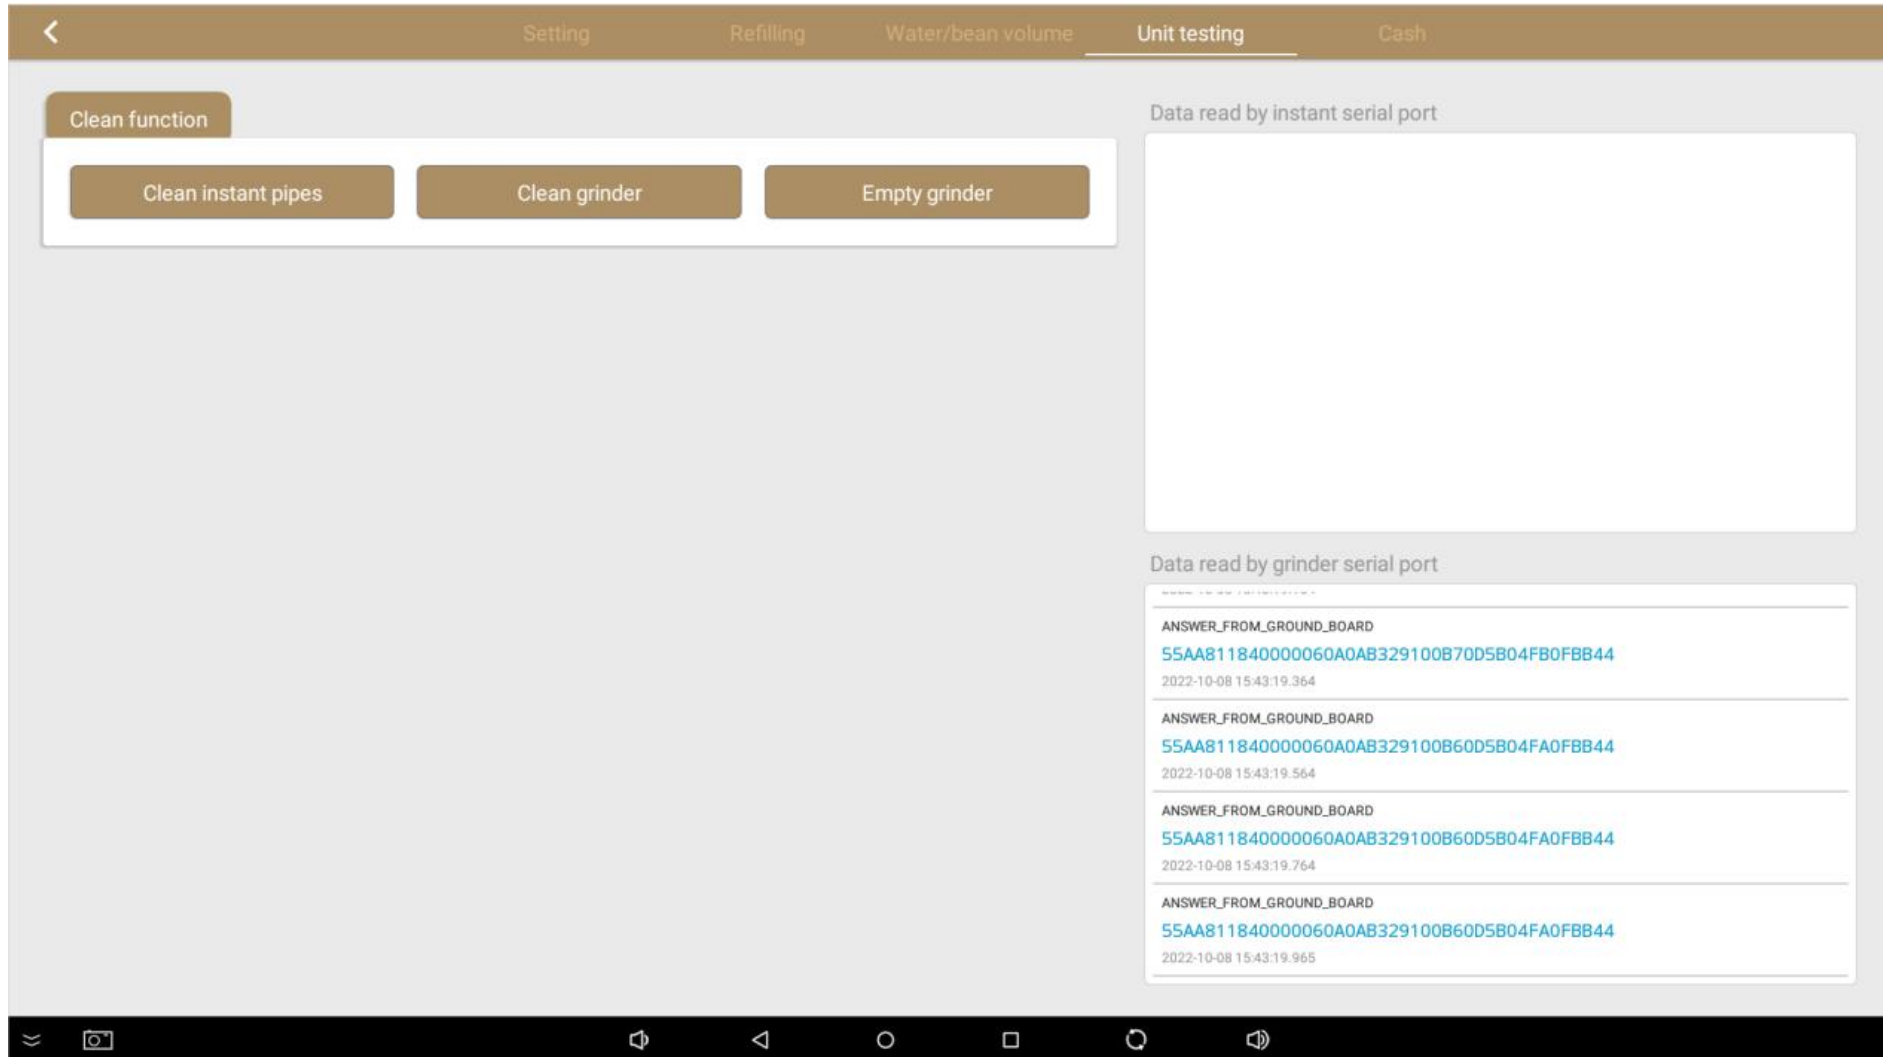 Setting Refilling Water/bean volume Unit testing Cash
Clean function
Clean instant pipes Clean grinder Empty grinder
Data read by instant serial port
Data read by grinder serial port
ANSWER_FROM_GROUND_BOARD
55AA811840000060A0AB329100B70D5B04FB0FBB44
2022-10-08 15:43:19.364
ANSWER_FROM_GROUND_BOARD
55AA811840000060A0AB329100B60D5B04FA0FBB44
2022-10-08 15:43:19.564
ANSWER_FROM_GROUND_BOARD
55AA811840000060A0AB329100B60D5B04FA0FBB44
2022-10-08 15:43:19.764
ANSWER_FROM_GROUND_BOARD
55AA811840000060A0AB329100B60D5B04FA0FBB44
2022-10-08 15:43:19.965